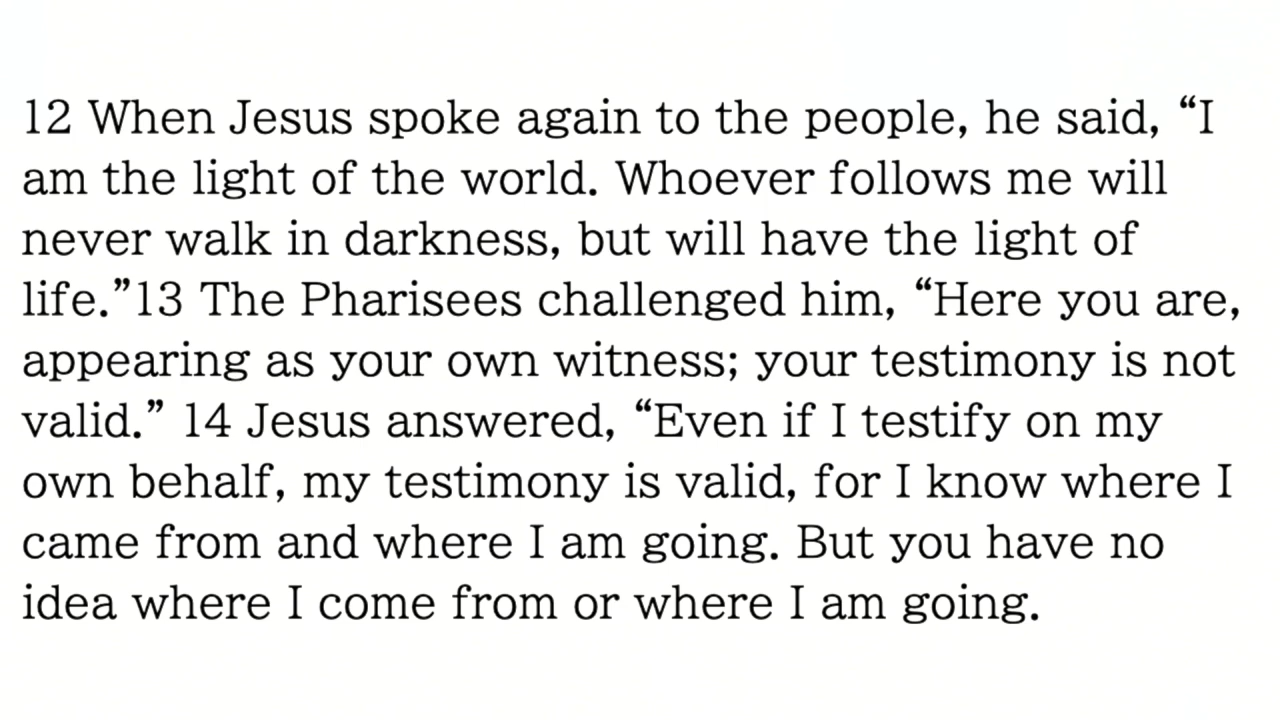 12 When Jesus spoke again to the people, he said, “I
am the light of the world. Whoever follows me will
never walk in darkness, but will have the light of
life.”13 The Pharisees challenged him, “Here you are,
appearing as your own witness; your testimony is not
valid.” 14 Jesus answered, “Even if I testify on my
own behalf, my testimony is valid, for I know where I
came from and where I am going. But you have no
idea where I come from or where I am going.